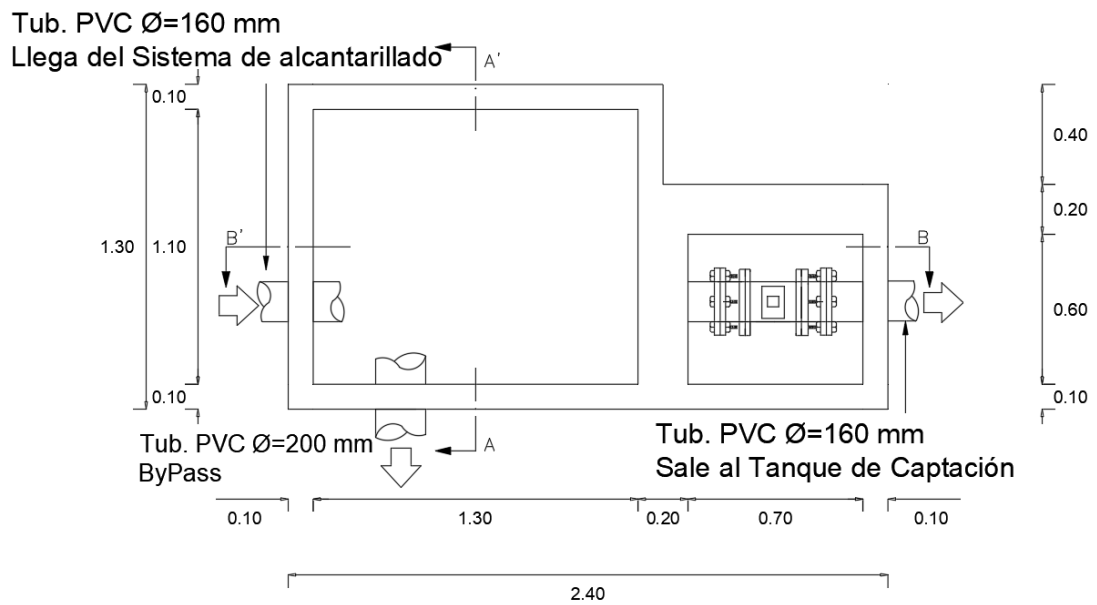 Tub. PVC Ø=160 mm
Llega del Sistema de alcantarillado
A'
0.10
0.40
0.20
1.30
1.10
B'
B
0.60
0.10
0.10
Tub. PVC Ø=200 mm
ByPass
A
Tub. PVC Ø=160 mm
Sale al Tanque de Captación
0.10
1.30
0.20
0.70
0.10
2.40